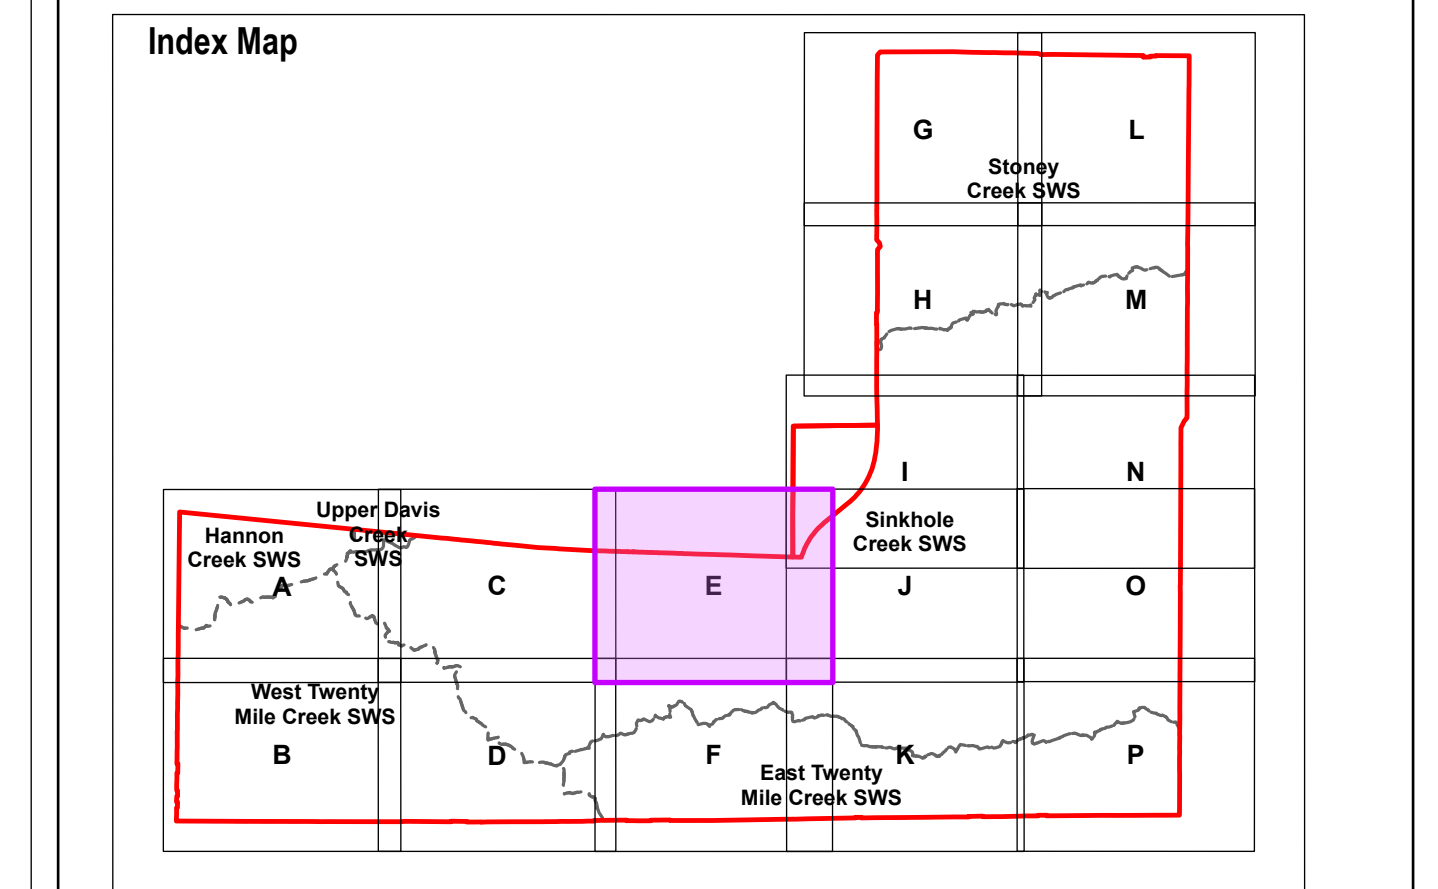 Index Map
G
L
Stoney
Creek SWS
H
M
I
N
Upper Davis
Creek
SWS
Hannon
Creek SWS
Sinkhole
Creek SWS
A
C
E
J
O
West Twenty
Mile Creek SWS
B
D
F
K
P
East Twenty
Mile Creek SWS